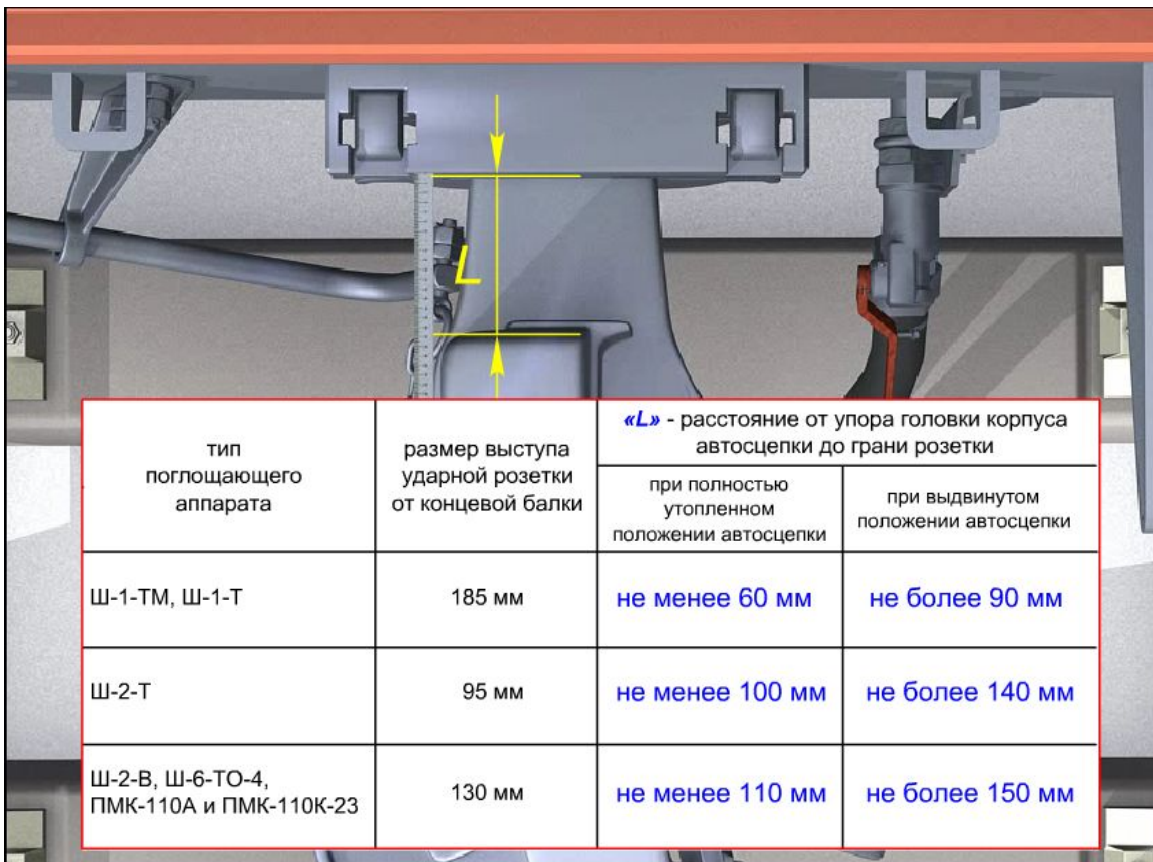 L
тип
поглощающего
аппарата
размер выступа
ударной розетки
от концевой балки
«L» - расстояние от упора головки корпуса
автосцепки до грани розетки
при полностью
утопленном
положении автосцепки
при выдвинутом
положении автосцепки
Ш-1-ТМ, Ш-1-Т
185 мм
не менее 60 мм
не более 90 мм
Ш-2-Т
95 мм
не менее 100 мм
не более 140 мм
Ш-2-В, Ш-6-ТО-4,
ПМК-110А и ПМК-110К-23
130 мм
не менее 110 мм
не более 150 мм